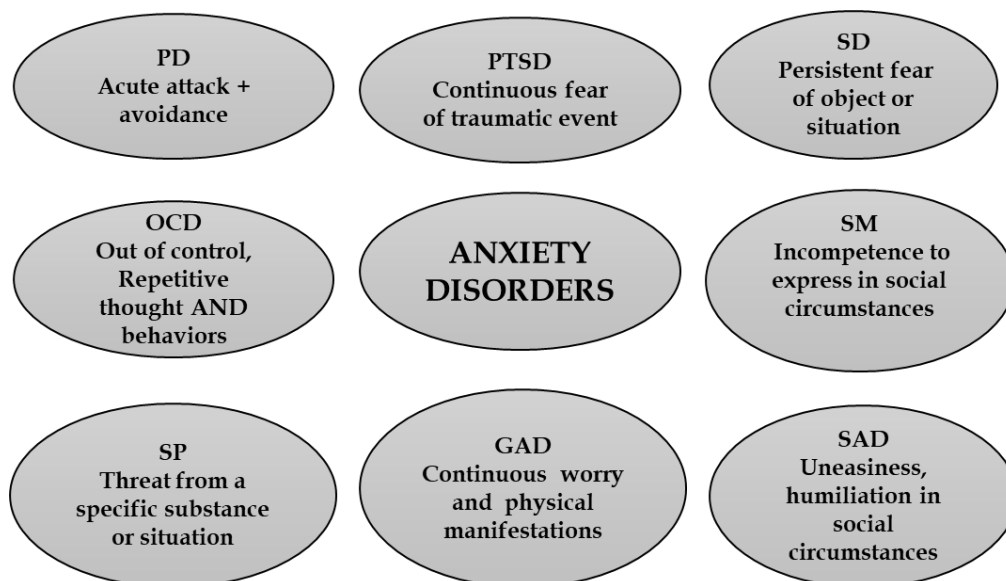 PD
Acute attack +
avoidance
PTSD
Continuous fear
of traumatic event
SD
Persistent fear
of object or
situation
OCD
Out of control,
Repetitive
thought AND
behaviors
ANXIETY
DISORDERS
SM
Incompetence to
express in social
circumstances
SP
Threat from a
specific substance
or situation
GAD
Continuous worry
and physical
manifestations
SAD
Uneasiness,
humiliation in
social
circumstances